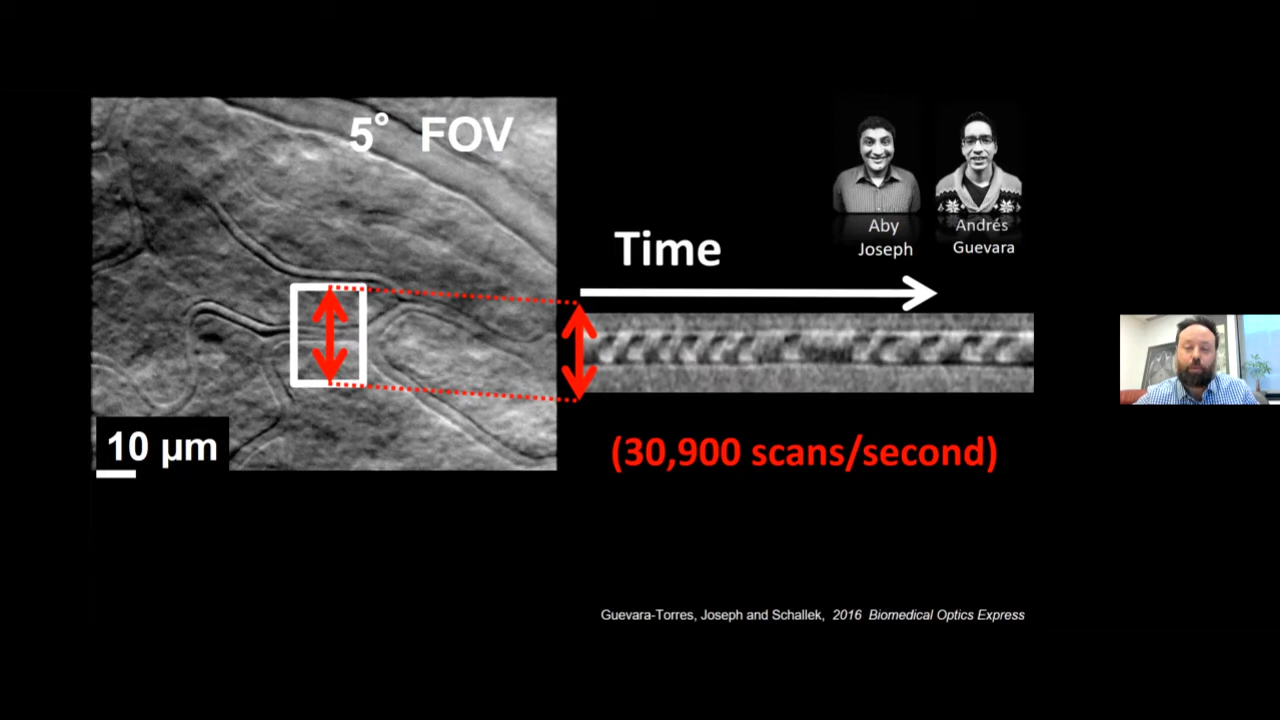 5° FOV
10 µm
Time
Aby
Joseph
Andrés
Guevara
(30,900 scans/second)
Guevara-Torres, Joseph and Schallek, 2016 Biomedical Optics Express